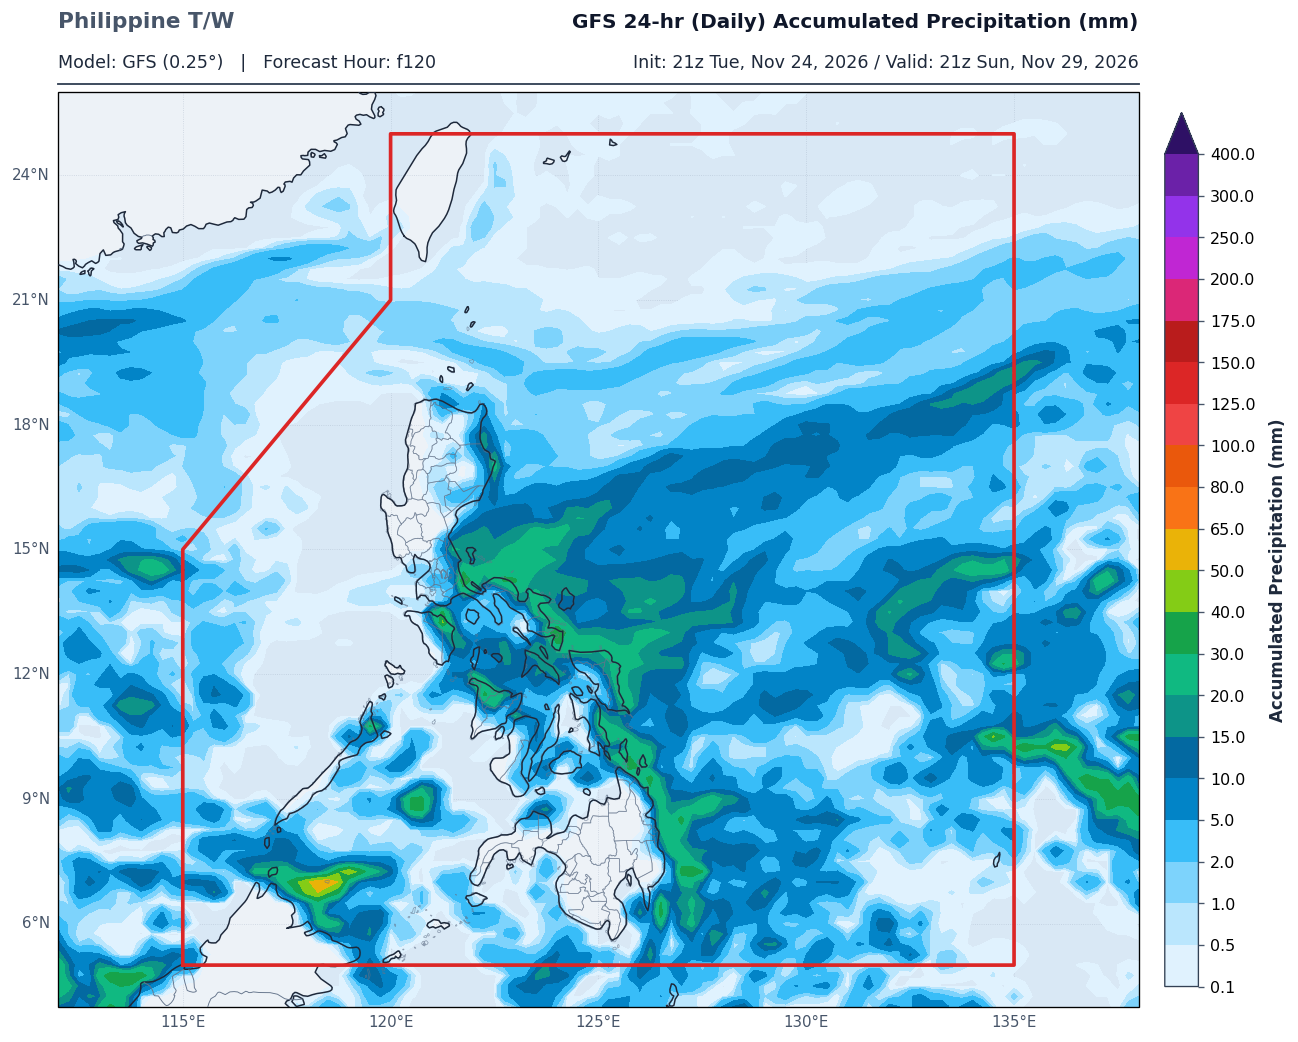 Philippine T/W
GFS 24-hr (Daily) Accumulated Precipitation (mm)
Model: GFS (0.25°) | Forecast Hour: f120
Init: 21z Tue, Nov 24, 2026 / Valid: 21z Sun, Nov 29, 2026
24°N
21°N
18°N
15°N
12°N
9°N
6°N
115°E
120°E
125°E
130°E
135°E
400.0
300.0
250.0
200.0
175.0
150.0
125.0
100.0
80.0
65.0
50.0
40.0
30.0
20.0
15.0
10.0
5.0
2.0
1.0
0.5
0.1
Accumulated Precipitation (mm)